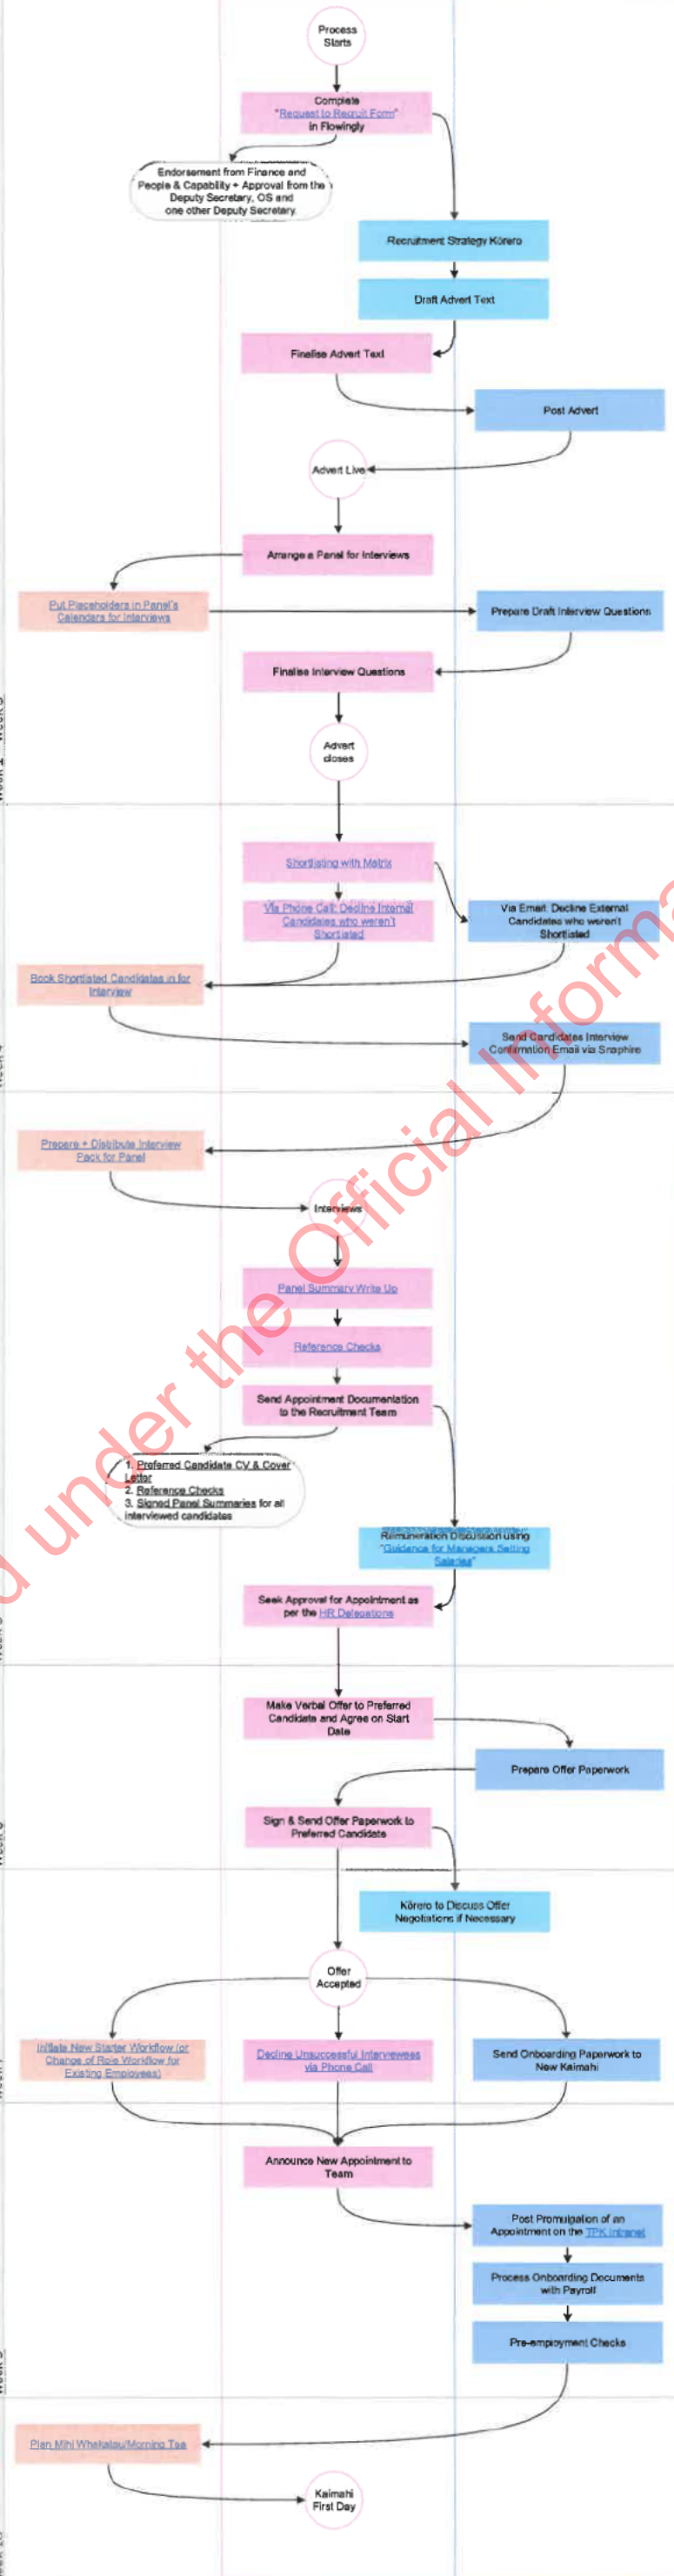 Process
Starts
Complete
"Request to Recruit Form"
in Flowingly
Endorsement from Finance and
People & Capability + Approval from the
Deputy Secretary, OS and
one other Deputy Secretary.
Recruitment Strategy Kōrero
Draft Advert Text
Finalise Advert Text
Post Advert
Advert Live
Arrange a Panel for Interviews
Put Placeholders in Panel's
Calendars for Interviews
Prepare Draft Interview Questions
Finalise Interview Questions
Advert
closes
Shortlisting with Matrix
Via Phone Call: Decline Internal
Candidates who weren't
Shortlisted
Via Email: Decline External
Candidates who weren't
Shortlisted
Book Shortlisted Candidates in for
Interview
Send Candidates Interview
Confirmation Email via Snaphire
Prepare + Distribute Interview
Pack for Panel
Interviews
Panel Summary Write Up
Reference Checks
Send Appointment Documentation
to the Recruitment Team
1. Preferred Candidate CV & Cover
Letter
2. Reference Checks
3. Signed Panel Summaries for all
interviewed candidates
Remuneration Discussion using
"Guidance for Managers Setting
Salaries"
Seek Approval for Appointment as
per the HR Delegations
Make Verbal Offer to Preferred
Candidate and Agree on Start
Date
Prepare Offer Paperwork
Sign & Send Offer Paperwork to
Preferred Candidate
Kōrero to Discuss Offer
Negotiations if Necessary
Offer
Accepted
Initiate New Starter Workflow (or
Change of Role Workflow for
Existing Employees)
Decline Unsuccessful Interviewees
via Phone Call
Send Onboarding Paperwork to
New Kaimahi
Announce New Appointment to
Team
Post Promulgation of an
Appointment on the TPK Intranet
Process Onboarding Documents
with Payroll
Pre-employment Checks
Plan Mihi Whakatau/Morning Tea
Kaimahi
First Day
under the Official Informa